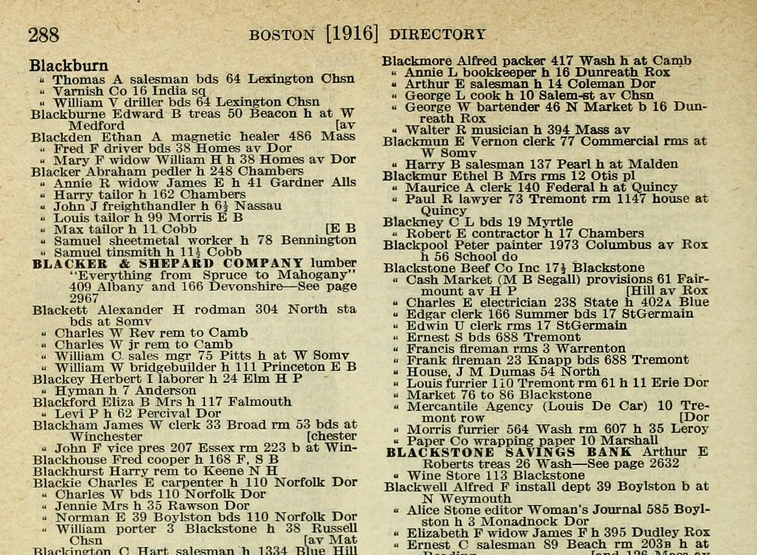 288 BOSTON [1916] DIRECTORY
Blackburn
“ Thomas A salesman bds 64 Lexington Chsn
“ Varnish Co 16 India sq
“ William V driller bds 64 Lexington Chsn
Blackburne Edward B treas 50 Beacon h at W
Medford [av
Blackden Ethan A magnetic healer 486 Mass
“ Fred F driver bds 38 Homes av Dor
“ Mary F widow William H h 38 Homes av Dor
Blacker Abraham pedler h 248 Chambers
“ Annie R widow James E h 41 Gardner Alls
“ Harry tailor h 162 Chambers
“ John J freighthandler h 6½ Nassau
“ Louis tailor h 99 Morris E B
“ Max tailor h 11 Cobb [E B
“ Samuel sheetmetal worker h 78 Bennington
“ Samuel tinsmith h 11½ Cobb
BLACKER & SHEPARD COMPANY lumber
"Everything from Spruce to Mahogany"
409 Albany and 166 Devonshire—See page
2967
Blackett Alexander H rodman 304 North sta
bds at Somv
“ Charles W Rev rem to Camb
“ Charles W jr rem to Camb
“ William C sales mgr 75 Pitts h at W Somv
“ William W bridgebuilder h 111 Princeton E B
Blackey Herbert I laborer h 24 Elm H P
“ Hyman h 7 Anderson
Blackford Eliza B Mrs h 117 Falmouth
“ Levi P h 62 Percival Dor
Blackham James W clerk 33 Broad rm 53 bds at
Winchester [chester
“ John F vice pres 207 Essex rm 223 b at Win-
Blackhouse Fred cooper h 168 F, S B
Blackhurst Harry rem to Keene N H
Blackie Charles E carpenter h 110 Norfolk Dor
“ Charles W bds 110 Norfolk Dor
“ Jennie Mrs h 35 Rawson Dor
“ Norman E 39 Boylston bds 110 Norfolk Dor
“ William porter 3 Blackstone h 38 Russell
Chsn [av Mat
Blackington C Hart salesman h 1334 Blue Hill
Blackmore Alfred packer 417 Wash h at Camb
“ Annie L bookkeeper h 16 Dunreath Rox
“ Arthur E salesman h 14 Coleman Dor
“ George L cook h 10 Salem-st av Chsn
“ George W bartender 46 N Market b 16 Dun-
reath Rox
“ Walter R musician h 394 Mass av
Blackmun E Vernon clerk 77 Commercial rms at
W Somv
“ Harry B salesman 137 Pearl h at Malden
Blackmur Ethel B Mrs rms 12 Otis pl
“ Maurice A clerk 140 Federal h at Quincy
“ Paul R lawyer 73 Tremont rm 1147 house at
Quincy
Blackney C L bds 19 Myrtle
“ Robert E contractor h 17 Chambers
Blackpool Peter painter 1973 Columbus av Rox
h 56 School do
Blackstone Beef Co Inc 17½ Blackstone
“ Cash Market (M B Segall) provisions 61 Fair-
mount av H P [Hill av Rox
“ Charles E electrician 238 State h 402A Blue
“ Edgar clerk 166 Summer bds 17 StGermain
“ Edwin U clerk rms 17 StGermain
“ Ernest S bds 688 Tremont
“ Francis fireman rms 3 Warrenton
“ Frank fireman 23 Knapp bds 688 Tremont
“ House, J M Dumas 54 North
“ Louis furrier 110 Tremont rm 61 h 11 Erie Dor
“ Market 76 to 86 Blackstone
“ Mercantile Agency (Louis De Car) 10 Tre-
mont row [Dor
“ Morris furrier 564 Wash rm 607 h 35 Leroy
“ Paper Co wrapping paper 10 Marshall
BLACKSTONE SAVINGS BANK Arthur E
Roberts treas 26 Wash—See page 2632
“ Wine Store 113 Blackstone
Blackwell Alfred F install dept 39 Boylston b at
N Weymouth
“ Alice Stone editor Woman's Journal 585 Boyl-
ston h 3 Monadnock Dor
“ Elizabeth F widow James F h 395 Dudley Rox
“ Ernest C salesman 89 Beach rm 203B h at